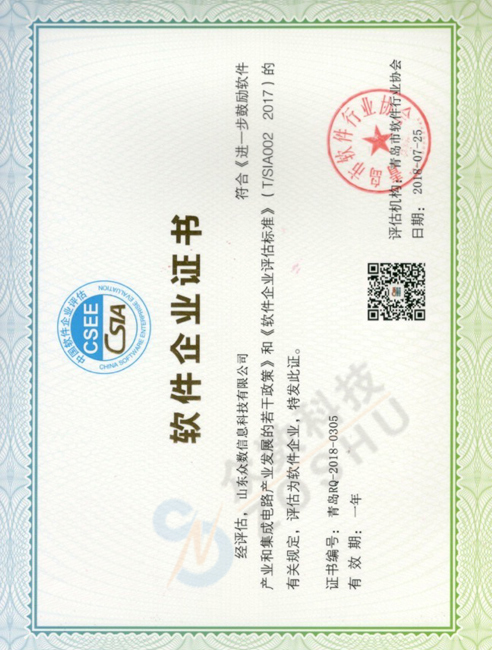 中国软件企业评估
CSEE
CSIA
CHINA SOFTWARE ENTERPRISE EVALUATION
软件企业证书
经评估，山东众数信息科技有限公司 符合《进一步鼓励软件
产业和集成电路产业发展的若干政策》和《软件企业评估标准》（T/SIA002 2017）的
有关规定，评估为软件企业，特发此证。
证书编号：青岛RQ-2018-0305
有效期：一年
评估机构：青岛市软件行业协会
日期：2018-07-25
青岛市软件行业协会
众数科技